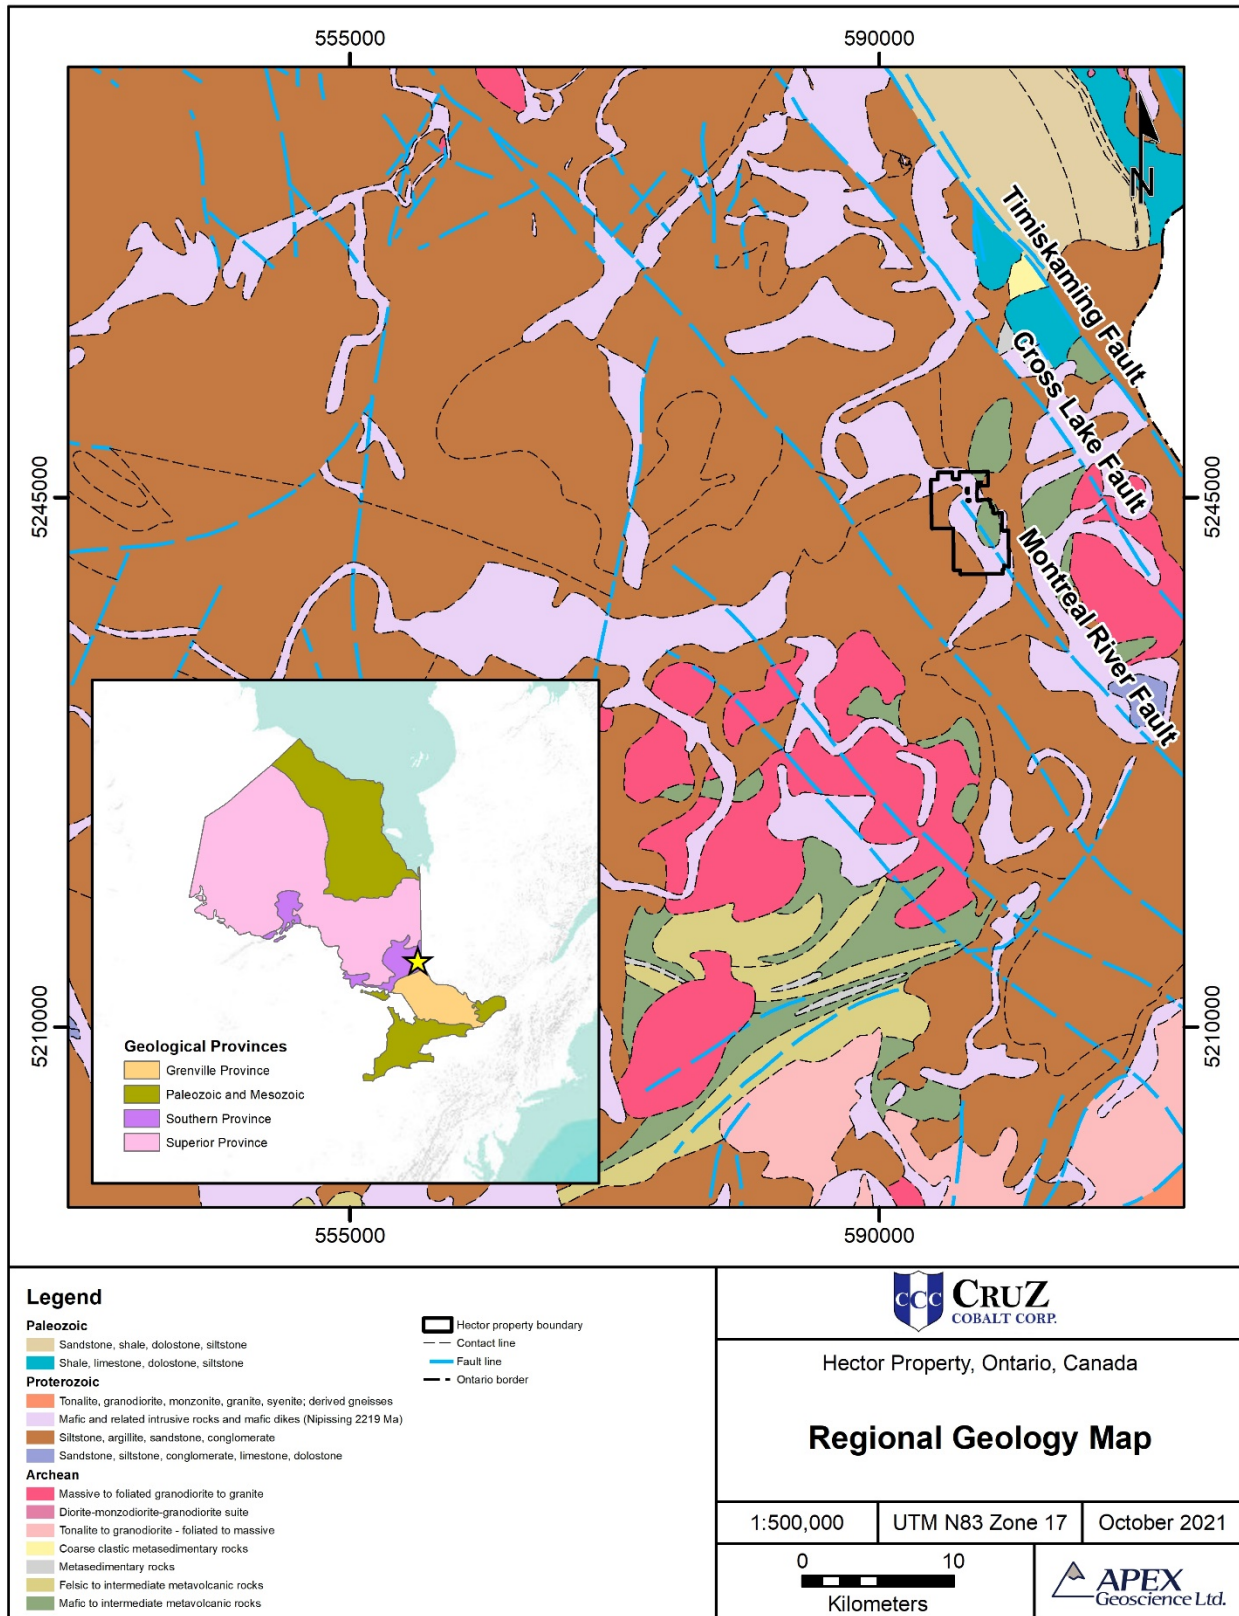 555000
590000
N
Timiskaming Fault
Cross Lake Fault
Montreal River Fault
5245000
5245000
5210000
5210000
Geological Provinces
Grenville Province
Paleozoic and Mesozoic
Southern Province
Superior Province
555000
590000
Legend
Paleozoic
Sandstone, shale, dolostone, siltstone
Shale, limestone, dolostone, siltstone
Proterozoic
Tonalite, granodiorite, monzonite, granite, syenite; derived gneisses
Mafic and related intrusive rocks and mafic dikes (Nipissing 2219 Ma)
Siltstone, argillite, sandstone, conglomerate
Sandstone, siltstone, conglomerate, limestone, dolostone
Archean
Massive to foliated granodiorite to granite
Diorite-monzodiorite-granodiorite suite
Tonalite to granodiorite - foliated to massive
Coarse clastic metasedimentary rocks
Metasedimentary rocks
Felsic to intermediate metavolcanic rocks
Mafic to intermediate metavolcanic rocks
Hector property boundary
Contact line
Fault line
Ontario border
CCC CRUZ
COBALT CORP.
Hector Property, Ontario, Canada
Regional Geology Map
1:500,000 UTM N83 Zone 17 October 2021
0 10
Kilometers
APEX
Geoscience Ltd.